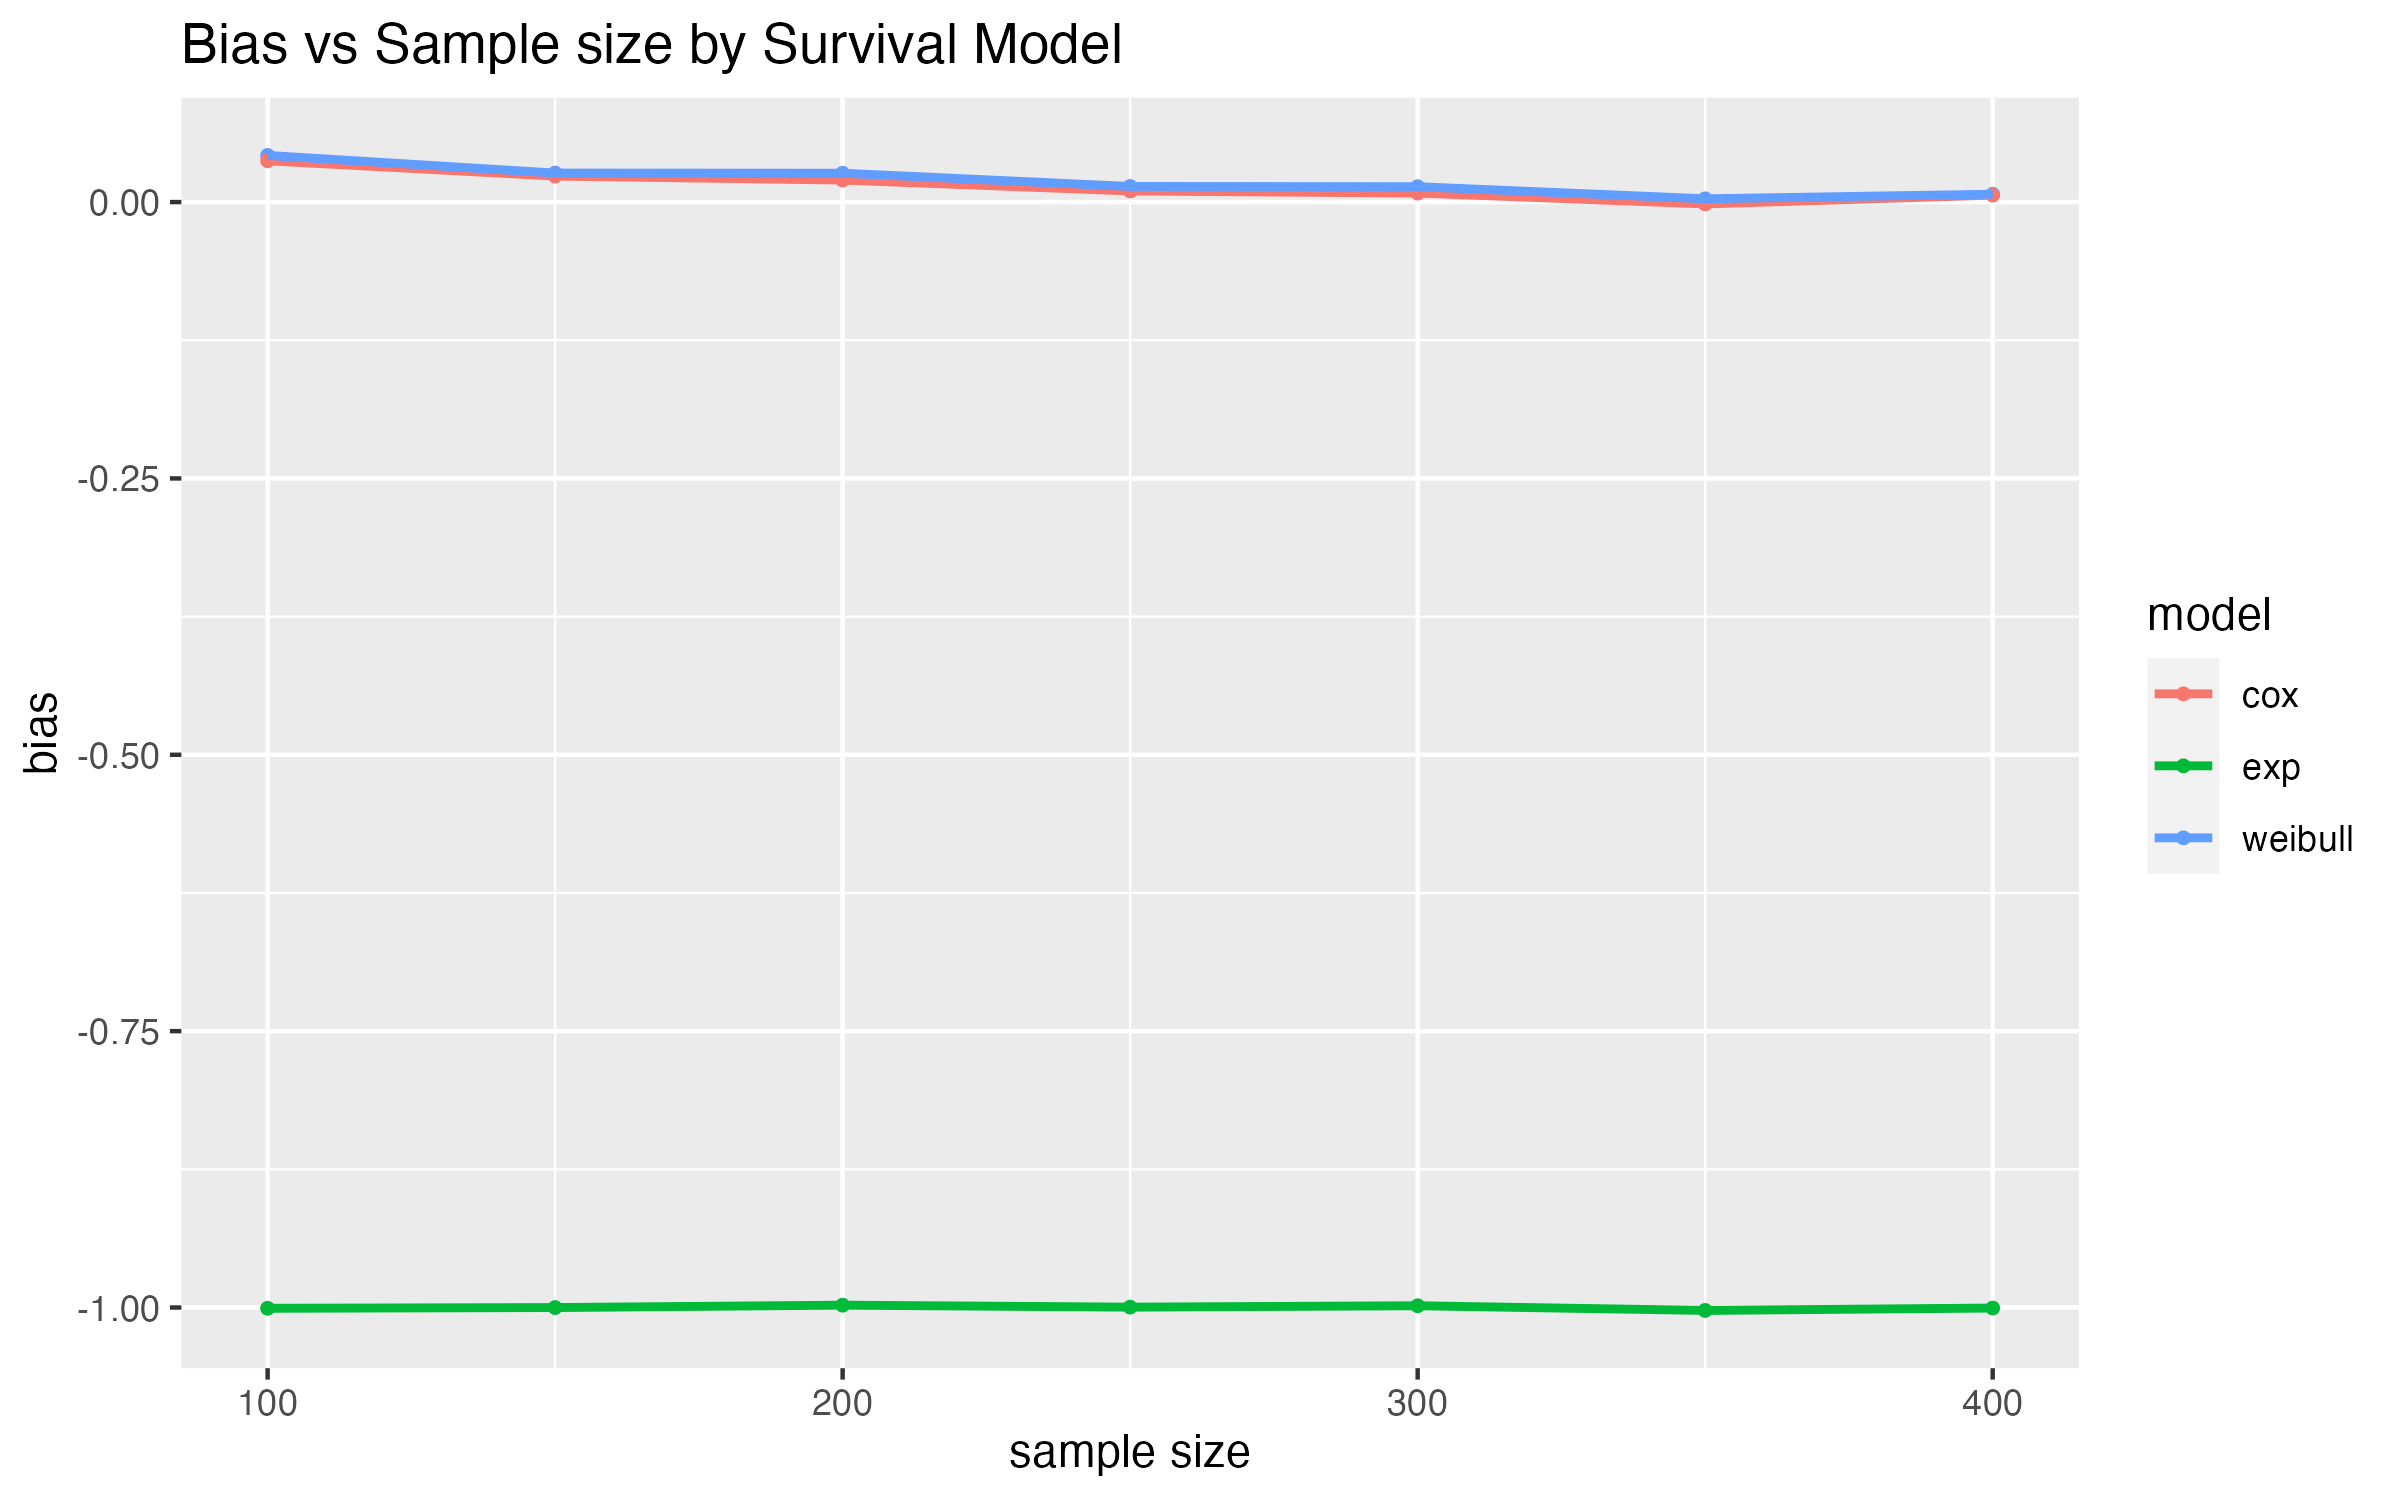 Bias vs Sample size by Survival Model
bias
0.00
-0.25
-0.50
-0.75
-1.00
100
200
300
400
sample size
model
cox
exp
weibull